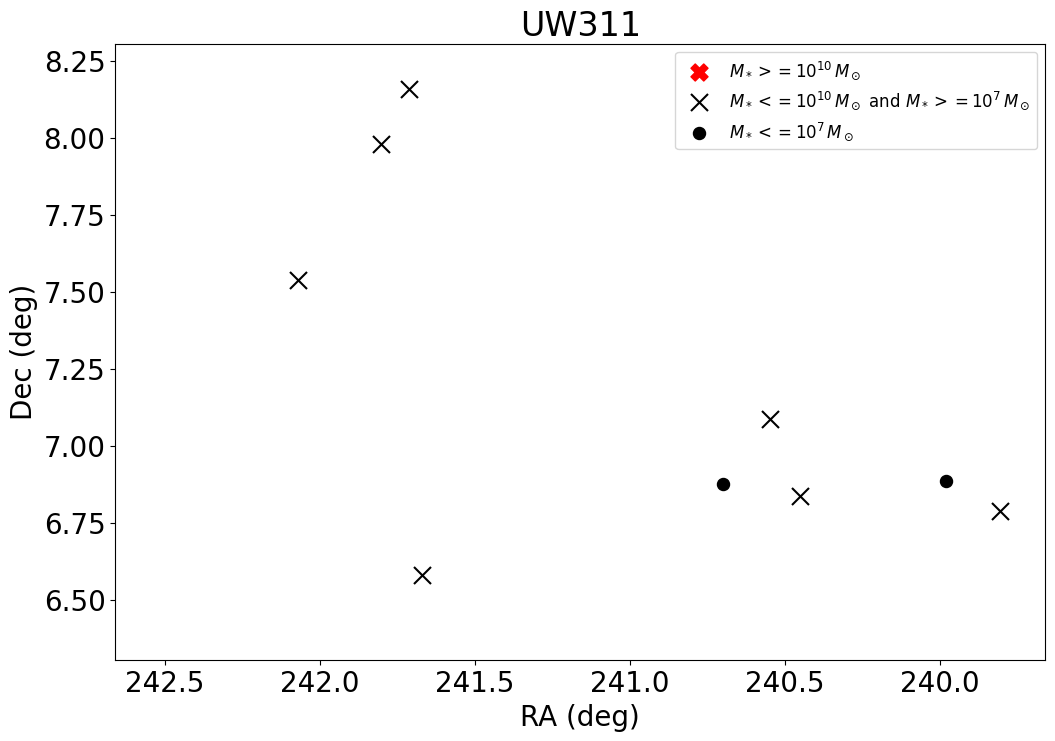 UW311
8.25
8.00
7.75
7.50
7.25
7.00
6.75
6.50
Dec (deg)
M* >= 10^10 M⊙
M* <= 10^10 M⊙ and M* >= 10^7 M⊙
M* <= 10^7 M⊙
242.5 242.0 241.5 241.0 240.5 240.0
RA (deg)